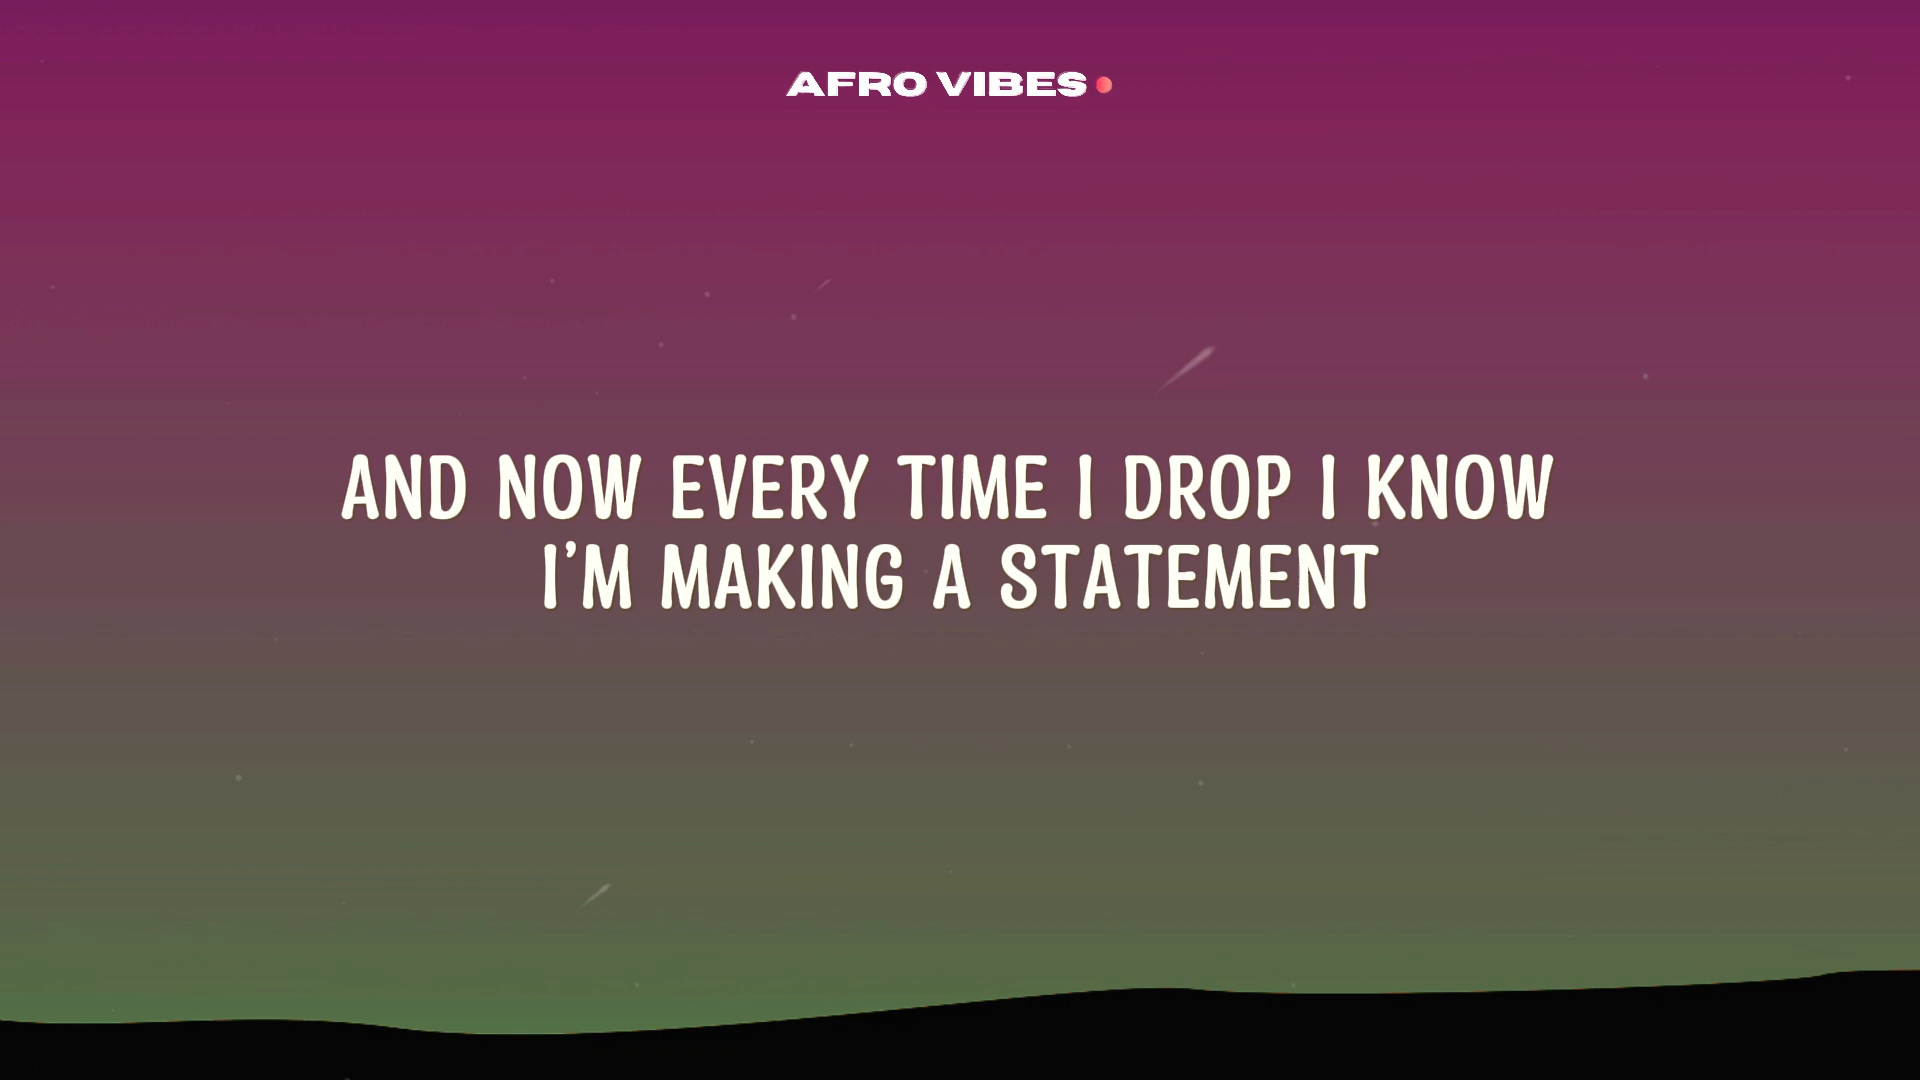 AFRO VIBES
AND NOW EVERY TIME I DROP I KNOW
I'M MAKING A STATEMENT